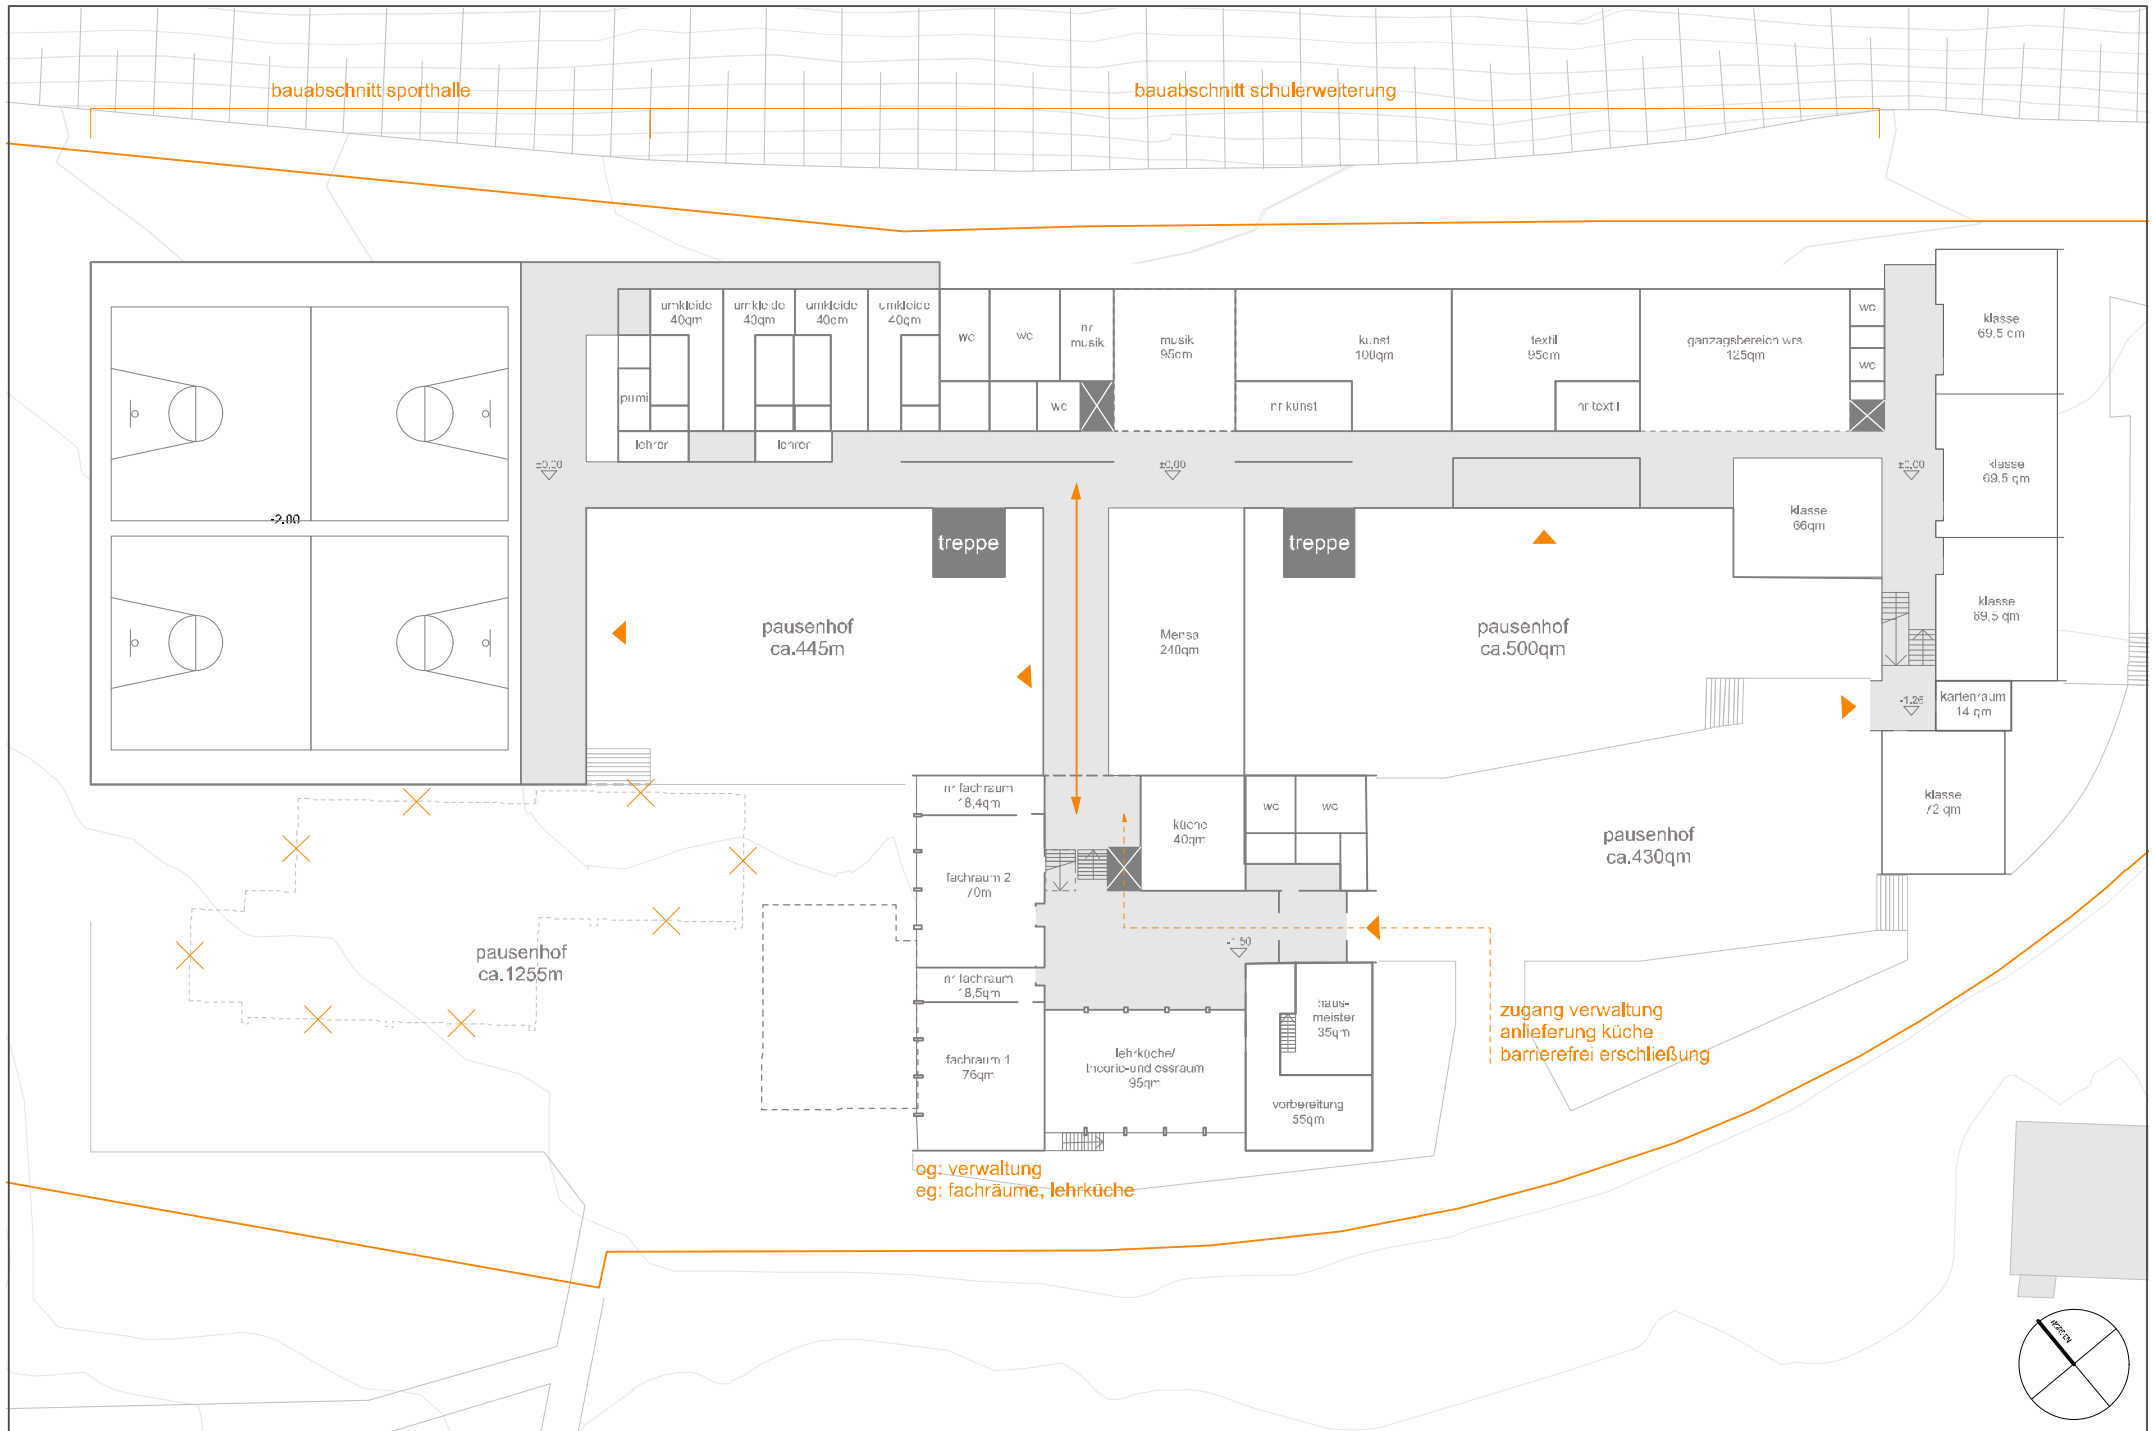 bauabschnitt sporthalle
bauabschnitt schulerweiterung
umkleide
40qm
umkleide
40qm
umkleide
40qm
umkleide
40qm
wc
wc
nr
musik
musik
95qm
kunst
100qm
textil
95qm
ganzagsbereich wrs
125qm
wc
wc
klasse
69,5 qm
pumi
wc
nr kunst
nr textil
lehrer
lehrer
±0,00
±0,00
±0,00
klasse
69,5 qm
klasse
66qm
-2,00
treppe
treppe
klasse
69,5 qm
pausenhof
ca.445m
Mensa
240qm
pausenhof
ca.500qm
-1,26
kartenraum
14 qm
nr fachraum
18,4qm
küche
40qm
wc
wc
klasse
72 qm
pausenhof
ca.430qm
fachraum 2
70m
-1,50
pausenhof
ca.1255m
nr fachraum
18,5qm
haus-
meister
35qm
zugang verwaltung
anlieferung küche
barrierefrei erschließung
fachraum 1
76qm
lehrküche/
theorie-und essraum
95qm
vorbereitung
55qm
og: verwaltung
eg: fachräume, lehrküche
NORDEN